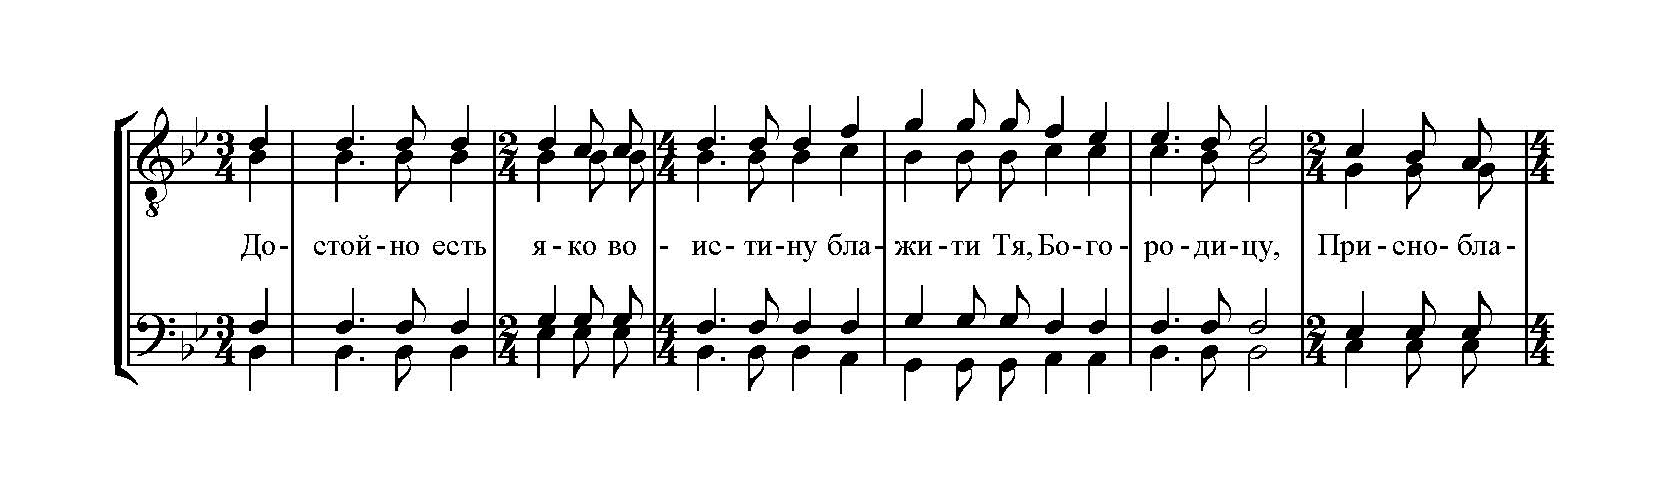 До- стой-но есть я-ко во - ис-ти-ну бла-жи-ти Тя, Бо-го-ро-ди-цу, При-сно-бла-